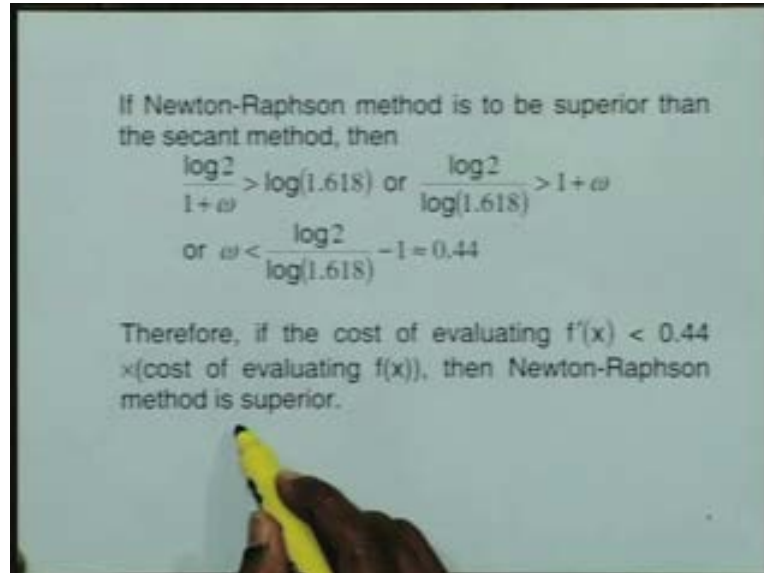 If Newton-Raphson method is to be superior than
the secant method, then
log2/(1+ω) > log(1.618) or log2/log(1.618) > 1+ω
or ω < log2/log(1.618) −1 = 0.44
Therefore, if the cost of evaluating f′(x) < 0.44
×(cost of evaluating f(x)), then Newton-Raphson
method is superior.